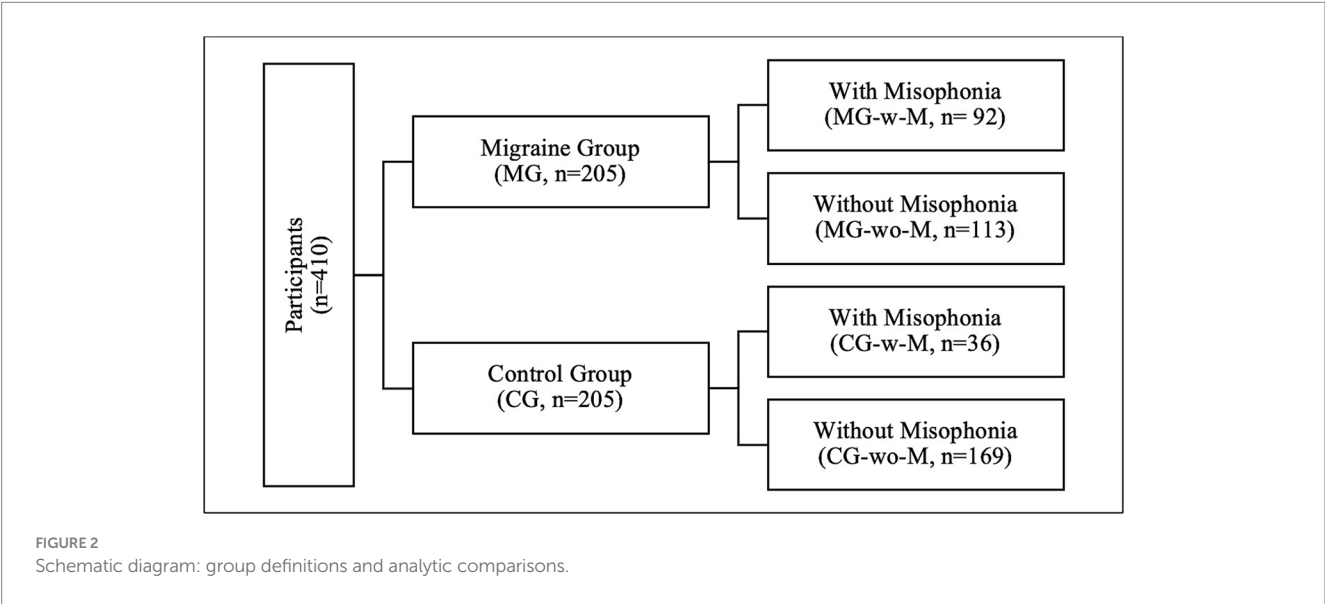 Participants
(n=410)
Migraine Group
(MG, n=205)
With Misophonia
(MG-w-M, n= 92)
Without Misophonia
(MG-wo-M, n=113)
Control Group
(CG, n=205)
With Misophonia
(CG-w-M, n=36)
Without Misophonia
(CG-wo-M, n=169)
FIGURE 2
Schematic diagram: group definitions and analytic comparisons.